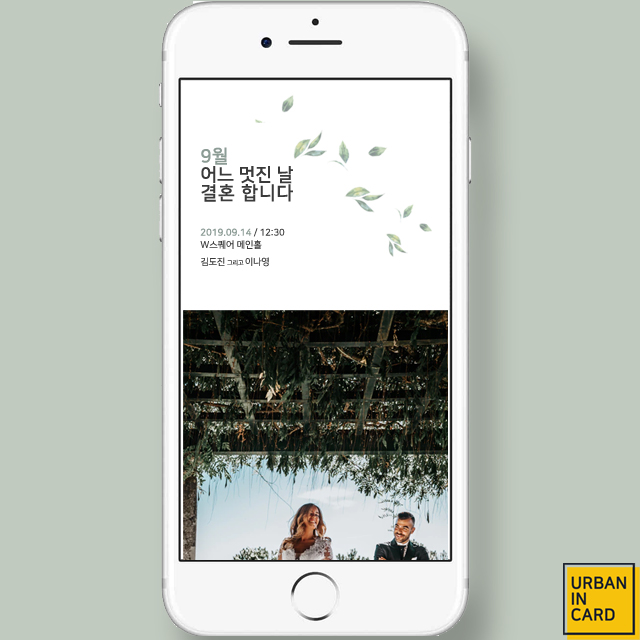 9월
어느 멋진 날
결혼 합니다
2019.09.14 / 12:30
W스퀘어 메인홀
김도진 그리고 이나영
URBAN
IN
CARD